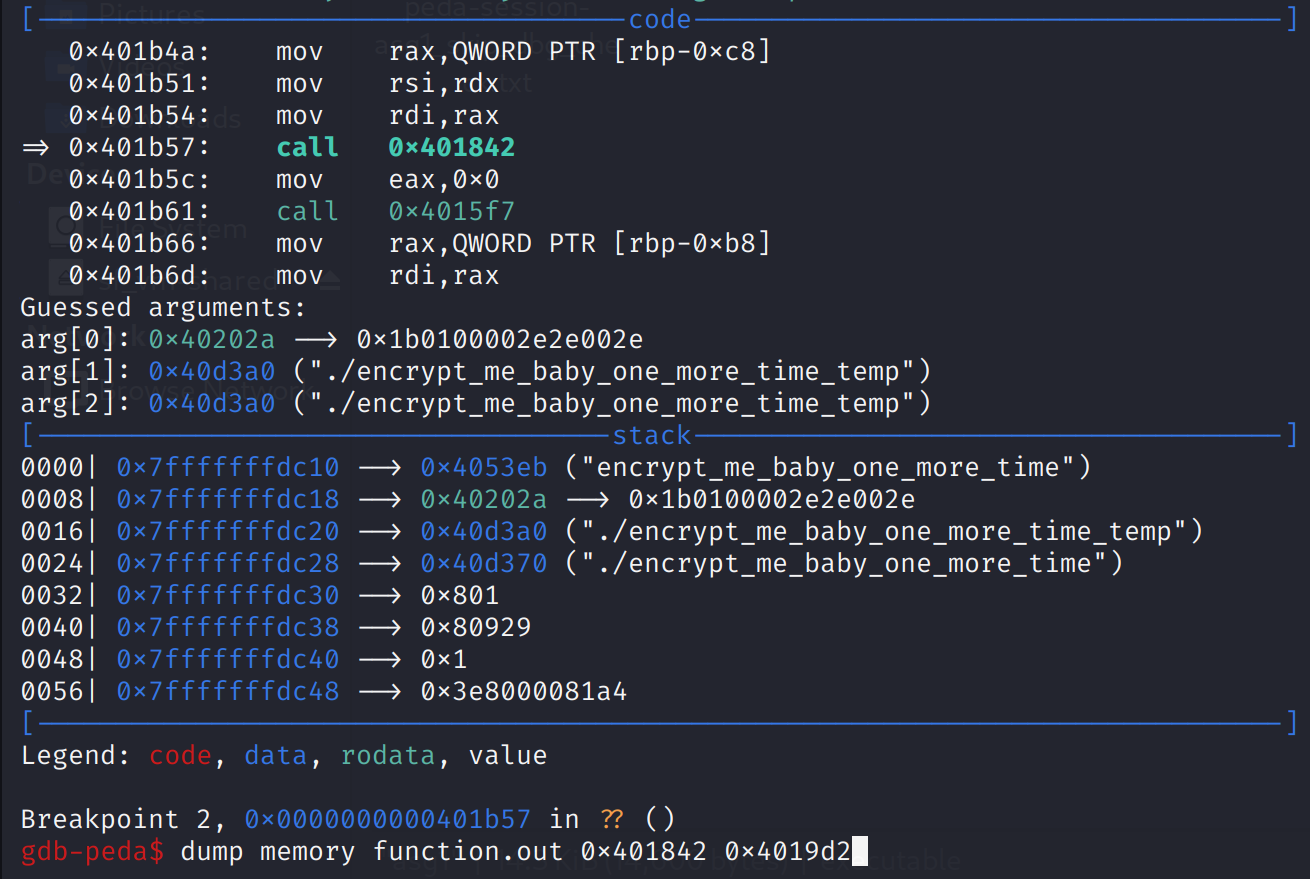 [code]
0x401b4a: mov rax,QWORD PTR [rbp-0xc8]
0x401b51: mov rsi,rdx
0x401b54: mov rdi,rax
=> 0x401b57: call 0x401842
0x401b5c: mov eax,0x0
0x401b61: call 0x4015f7
0x401b66: mov rax,QWORD PTR [rbp-0xb8]
0x401b6d: mov rdi,rax
Guessed arguments:
arg[0]: 0x40202a --> 0x1b0100002e2e002e
arg[1]: 0x40d3a0 ("./encrypt_me_baby_one_more_time_temp")
arg[2]: 0x40d3a0 ("./encrypt_me_baby_one_more_time_temp")
[stack]
0000| 0x7fffffffdc10 --> 0x4053eb ("encrypt_me_baby_one_more_time")
0008| 0x7fffffffdc18 --> 0x40202a --> 0x1b0100002e2e002e
0016| 0x7fffffffdc20 --> 0x40d3a0 ("./encrypt_me_baby_one_more_time_temp")
0024| 0x7fffffffdc28 --> 0x40d370 ("./encrypt_me_baby_one_more_time")
0032| 0x7fffffffdc30 --> 0x801
0040| 0x7fffffffdc38 --> 0x80929
0048| 0x7fffffffdc40 --> 0x1
0056| 0x7fffffffdc48 --> 0x3e8000081a4
[]
Legend: code, data, rodata, value
Breakpoint 2, 0x0000000000401b57 in ?? ()
gdb-peda$ dump memory function.out 0x401842 0x4019d2